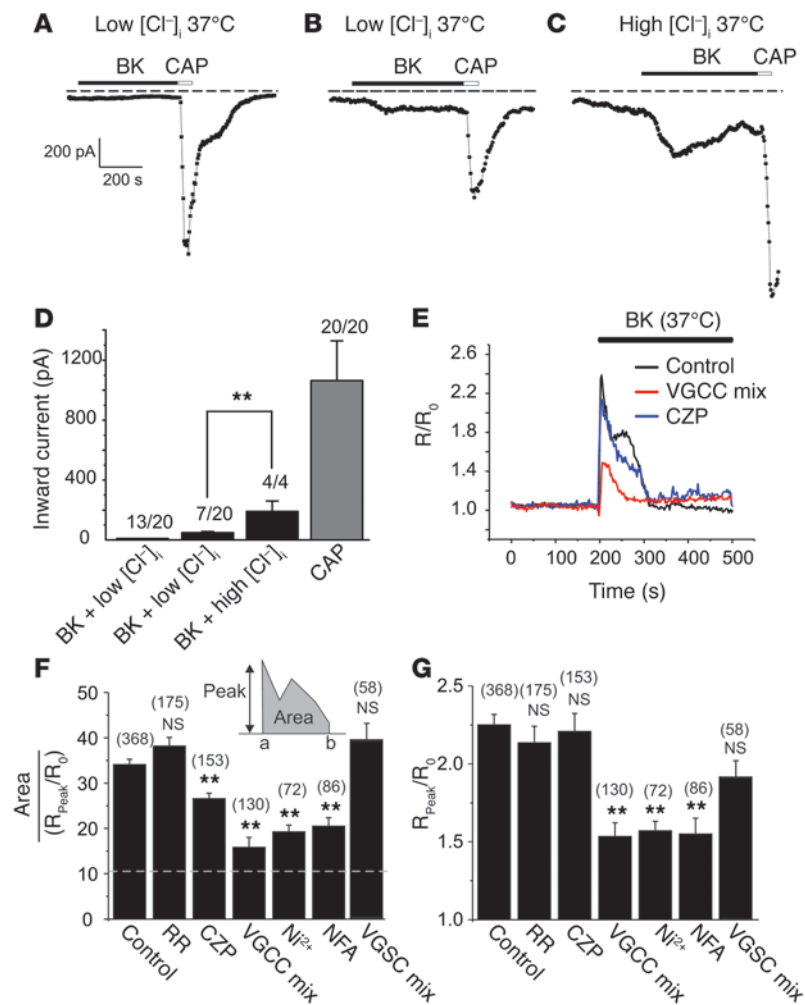 A
Low [Cl⁻]ᵢ 37°C
BK
CAP
200 pA
200 s
B
Low [Cl⁻]ᵢ 37°C
BK
CAP
C
High [Cl⁻]ᵢ 37°C
BK
CAP
D
Inward current (pA)
1200
800
400
0
13/20
7/20
**
4/4
20/20
BK + low [Cl⁻]ᵢ
BK + low [Cl⁻]ᵢ
BK + high [Cl⁻]ᵢ
CAP
E
BK (37°C)
Control
VGCC mix
CZP
R/R₀
2.6
2.2
1.8
1.4
1.0
0
100
200
300
400
500
Time (s)
F
Area
(R_Peak/R₀)
50
40
30
20
10
0
Peak
Area
a
b
(368)
(175)
NS
(153)
**
(130)
**
(72)
**
(86)
**
(58)
NS
Control
RR
CZP
VGCC mix
Ni²⁺
NFA
VGSC mix
G
R_Peak/R₀
2.5
2.0
1.5
1.0
(368)
(175)
NS
(153)
NS
(130)
**
(72)
**
(86)
**
(58)
NS
Control
RR
CZP
VGCC mix
Ni²⁺
NFA
VGSC mix